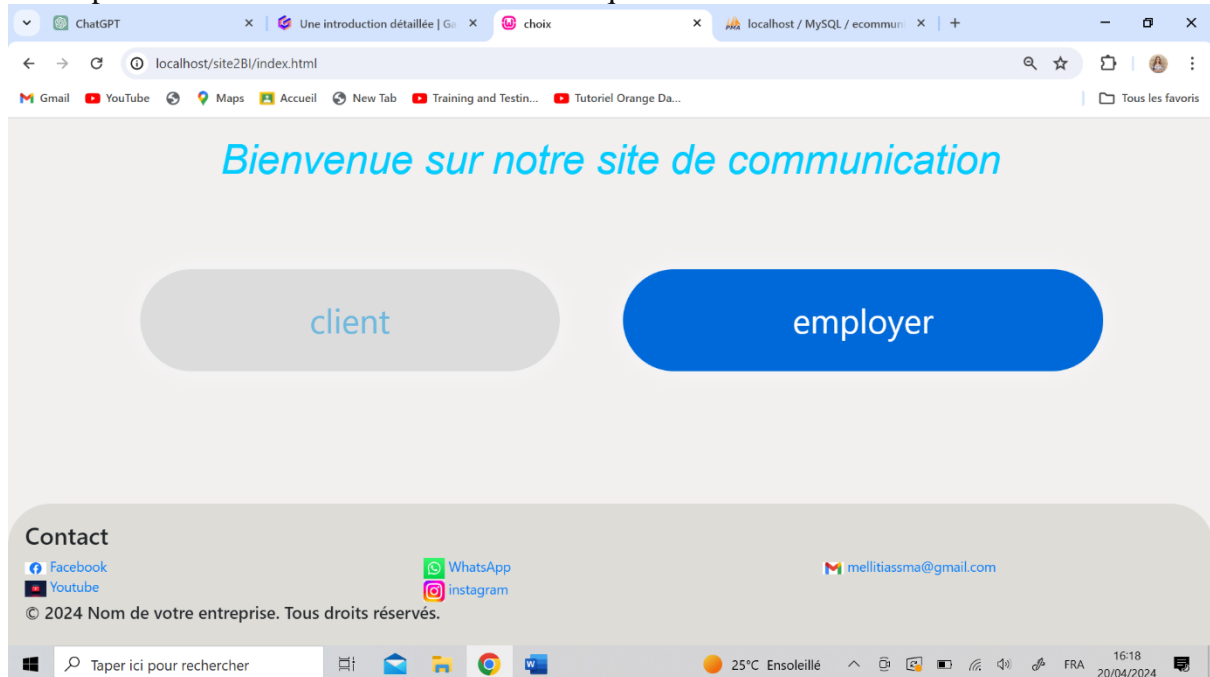 ChatGPT
Une introduction détaillée | Ga
choix
localhost / MySQL / ecommuni
localhost/site2BI/index.html
Gmail YouTube Maps Accueil New Tab Training and Testin... Tutoriel Orange Da... Tous les favoris
Bienvenue sur notre site de communication
client
employer
Contact
Facebook WhatsApp mellitiassma@gmail.com
Youtube instagram
© 2024 Nom de votre entreprise. Tous droits réservés.
Taper ici pour rechercher 25°C Ensoleillé FRA 16:18
20/04/2024